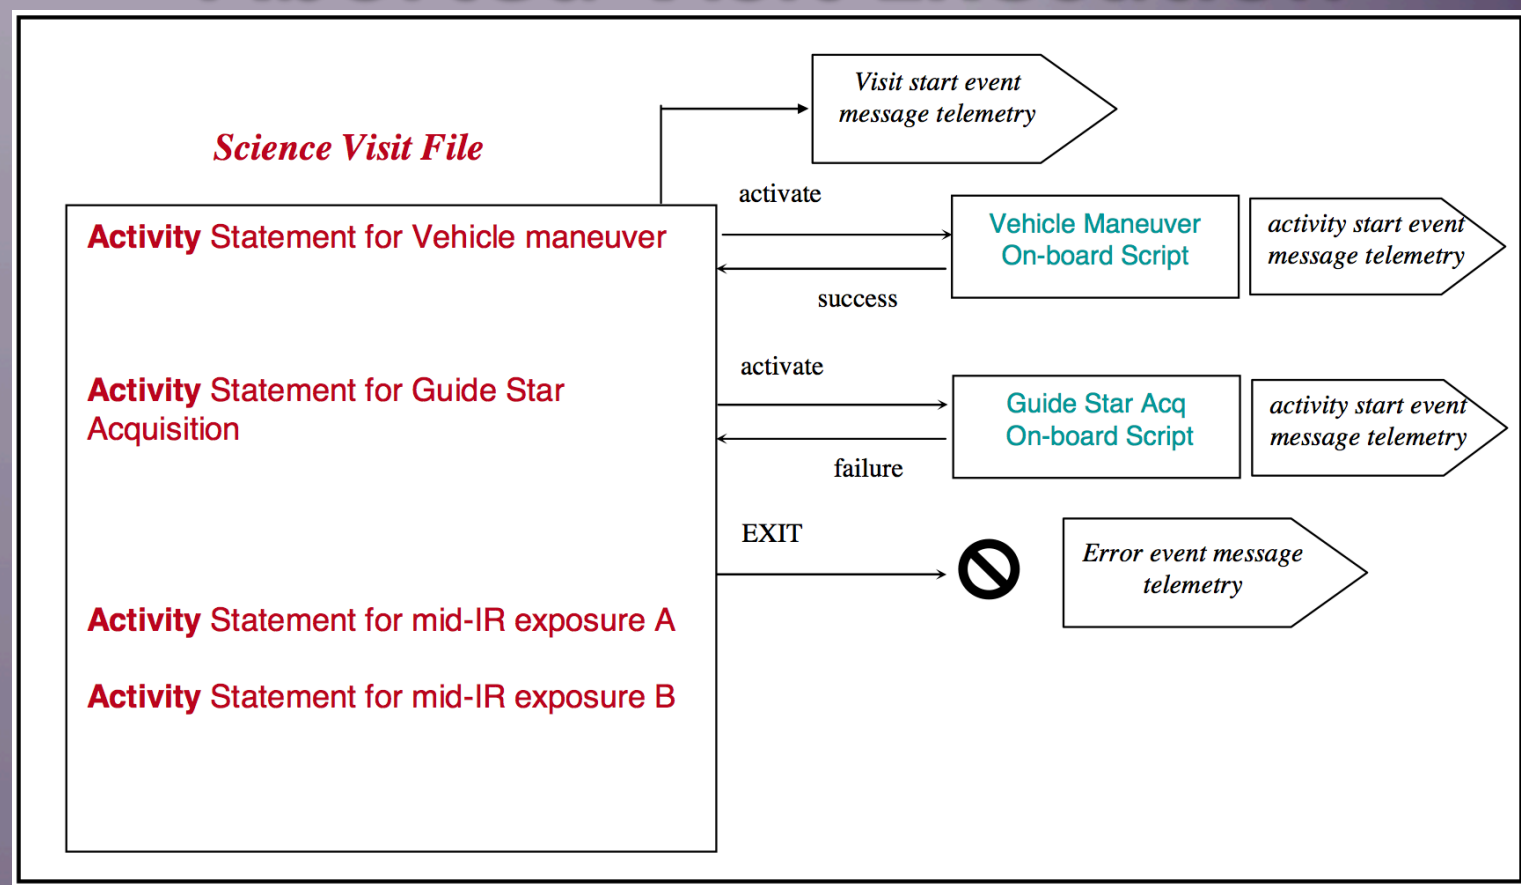 Science Visit File
Visit start event
message telemetry
Activity Statement for Vehicle maneuver
activate
success
Vehicle Maneuver
On-board Script
activity start event
message telemetry
Activity Statement for Guide Star
Acquisition
activate
failure
Guide Star Acq
On-board Script
activity start event
message telemetry
EXIT
Error event message
telemetry
Activity Statement for mid-IR exposure A
Activity Statement for mid-IR exposure B